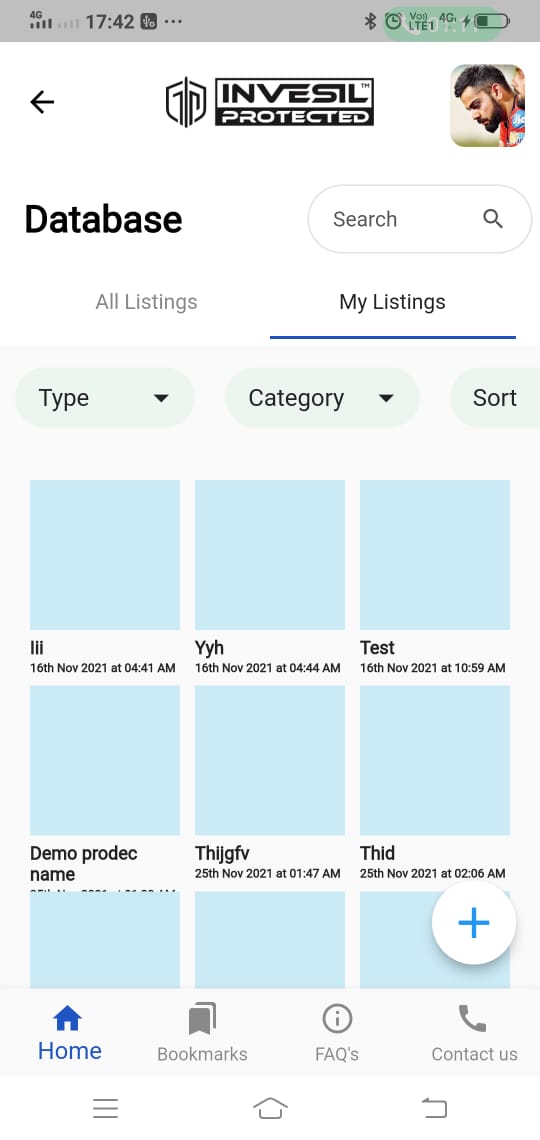 4G 17:42 Vo)) LTE1 4G
INVESIL™
PROTECTED
Database
Search
All Listings
My Listings
Type
Category
Sort
Iii
Yyh
Test
16th Nov 2021 at 04:41 AM
16th Nov 2021 at 04:44 AM
16th Nov 2021 at 10:59 AM
Demo prodec
name
Thijgfv
Thid
25th Nov 2021 at 01:47 AM
25th Nov 2021 at 02:06 AM
Home
Bookmarks
FAQ's
Contact us